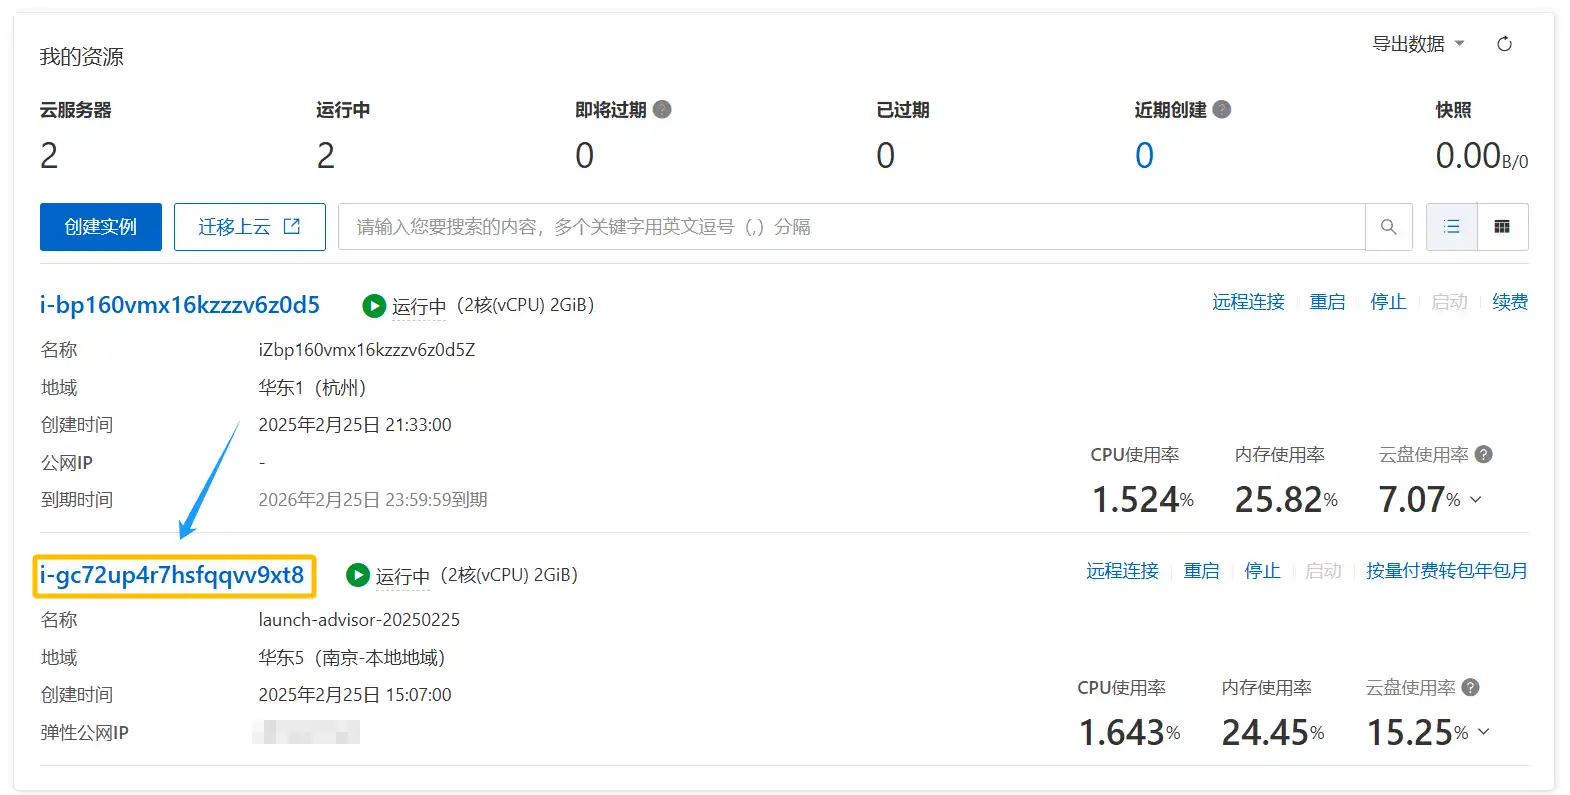 我的资源
导出数据
云服务器 运行中 即将过期 已过期 近期创建 快照
2 2 0 0 0 0.00B/0
创建实例 迁移上云 请输入您要搜索的内容，多个关键字用英文逗号（,）分隔
i-bp160vmx16kzzzv6z0d5 运行中 （2核(vCPU) 2GiB） 远程连接 重启 停止 启动 续费
名称 iZbp160vmx16kzzzv6z0d5Z
地域 华东1（杭州）
创建时间 2025年2月25日 21:33:00
公网IP -
到期时间 2026年2月25日 23:59:59到期
CPU使用率 内存使用率 云盘使用率
1.524% 25.82% 7.07%
i-gc72up4r7hsfqqvv9xt8 运行中 （2核(vCPU) 2GiB） 远程连接 重启 停止 启动 按量付费转包年包月
名称 launch-advisor-20250225
地域 华东5（南京-本地地域）
创建时间 2025年2月25日 15:07:00
弹性公网IP
CPU使用率 内存使用率 云盘使用率
1.643% 24.45% 15.25%